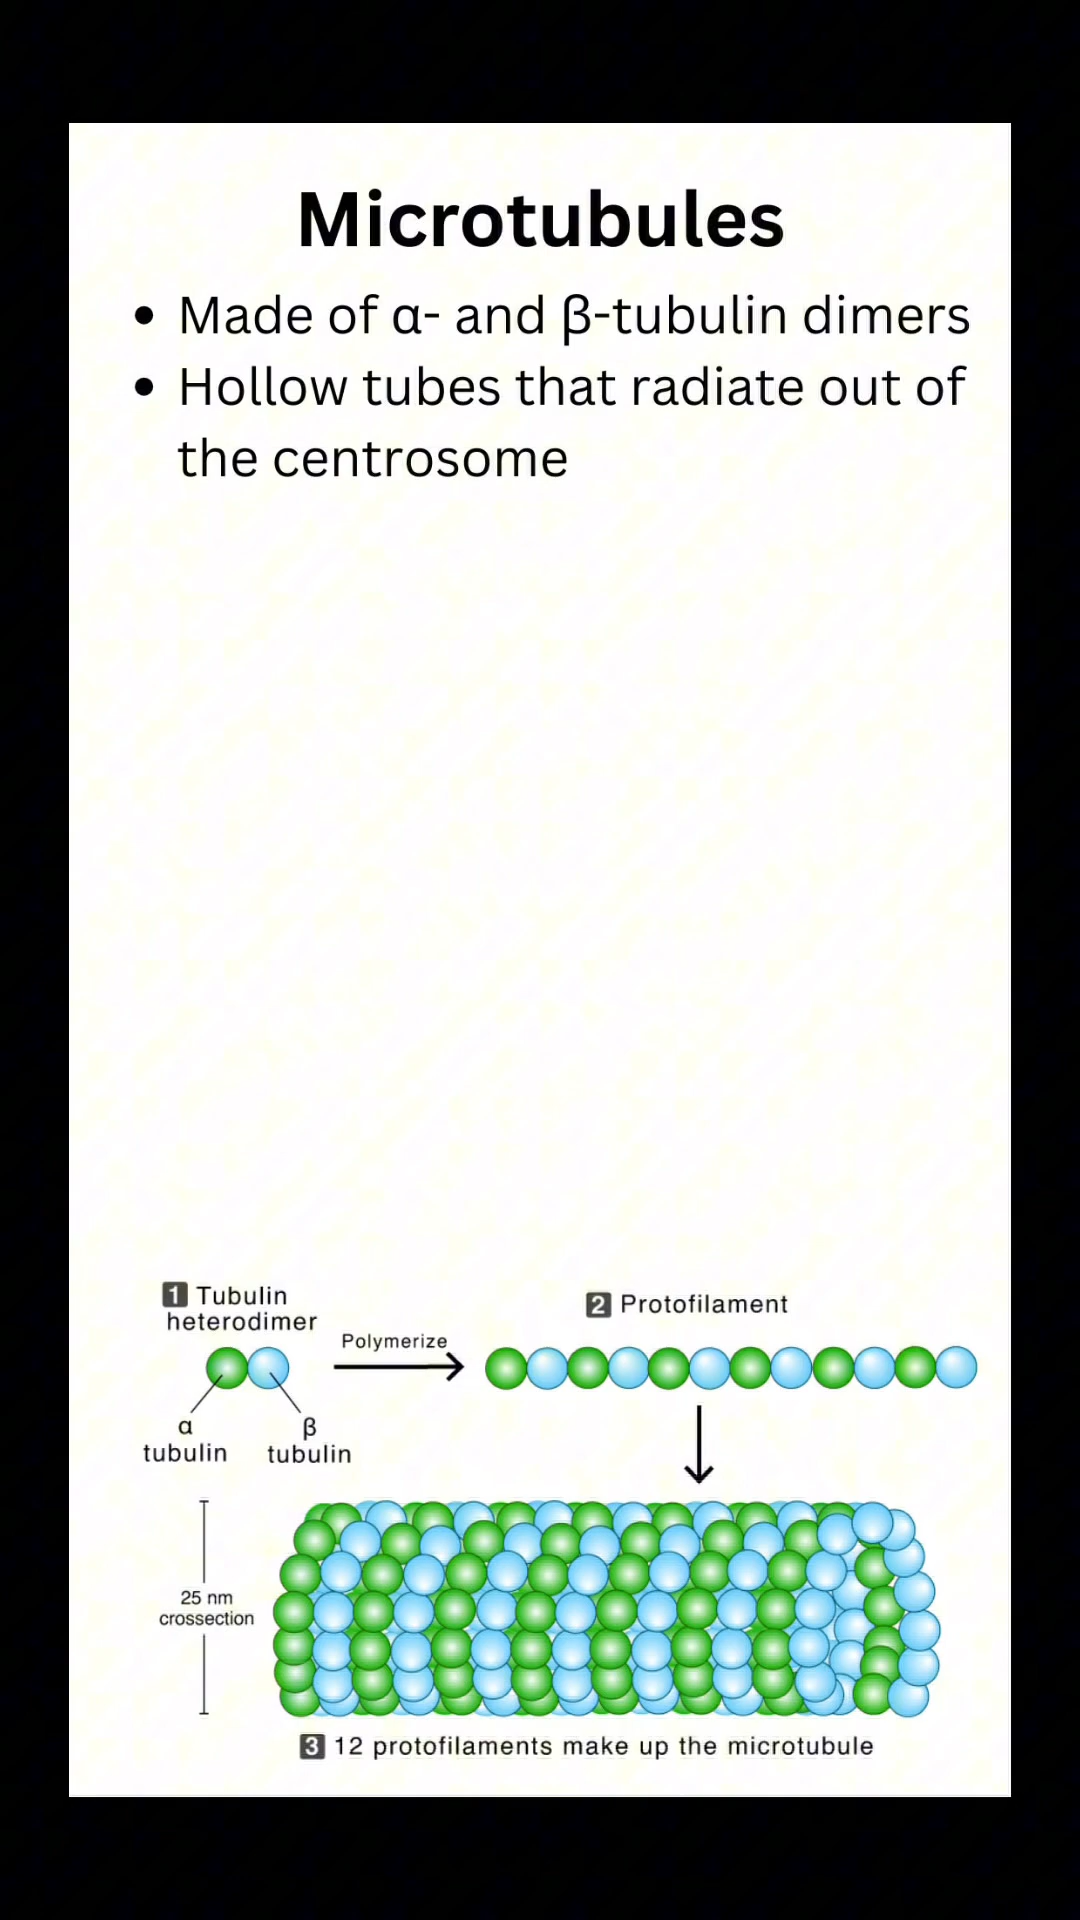 Microtubules
• Made of α- and β-tubulin dimers
• Hollow tubes that radiate out of
the centrosome
1 Tubulin
heterodimer
Polymerize
2 Protofilament
α
tubulin
β
tubulin
25 nm
crossection
3 12 protofilaments make up the microtubule